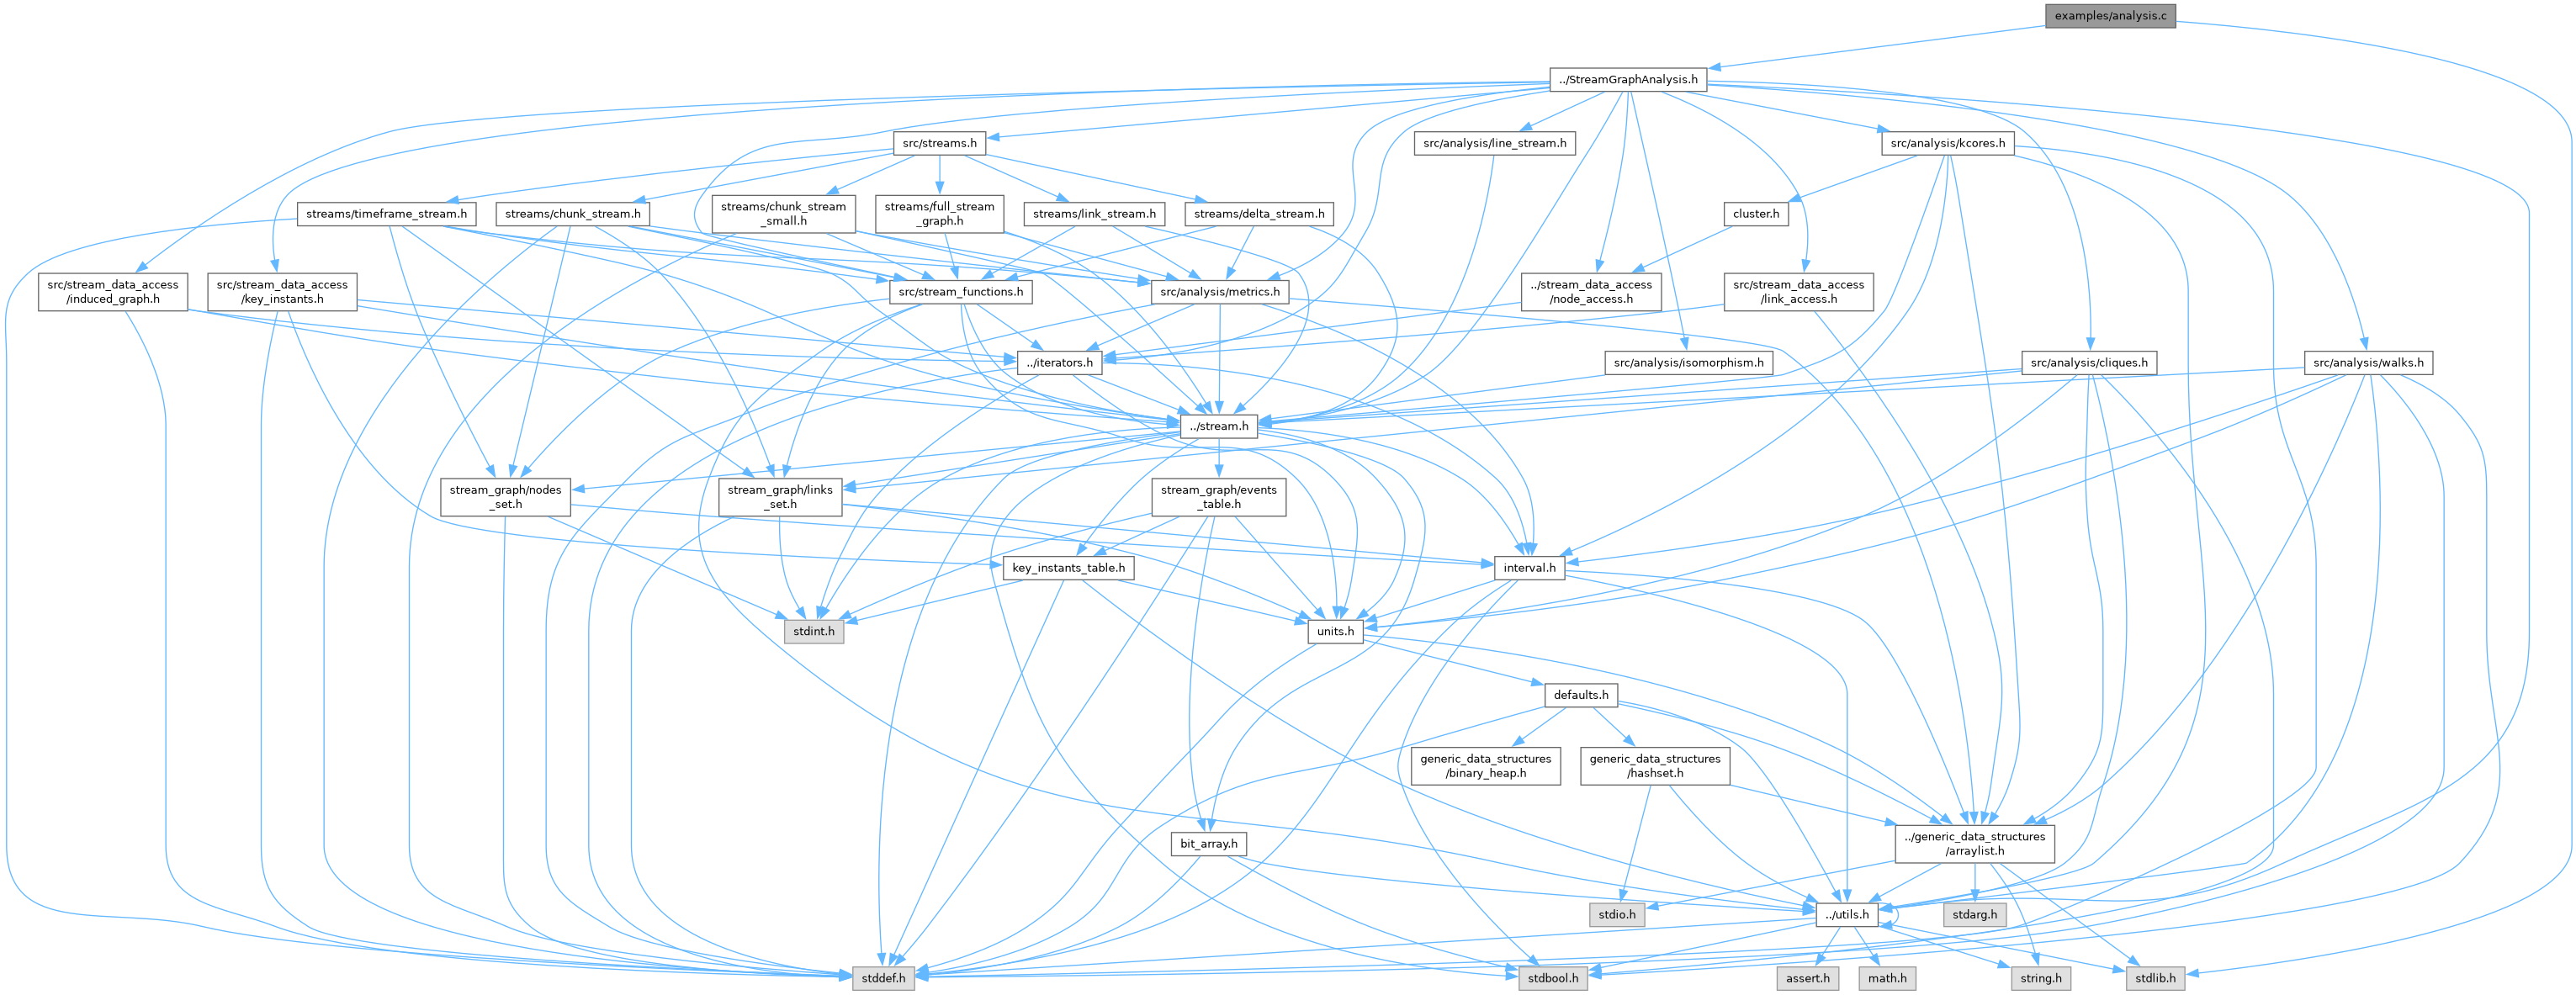 examples/analysis.c
../StreamGraphAnalysis.h
src/streams.h
src/analysis/line_stream.h
src/analysis/kcores.h
streams/timeframe_stream.h
streams/chunk_stream.h
streams/chunk_stream
_small.h
streams/full_stream
_graph.h
streams/link_stream.h
streams/delta_stream.h
cluster.h
src/stream_data_access
/induced_graph.h
src/stream_data_access
/key_instants.h
src/stream_functions.h
src/analysis/metrics.h
../stream_data_access
/node_access.h
src/stream_data_access
/link_access.h
../iterators.h
src/analysis/isomorphism.h
src/analysis/cliques.h
src/analysis/walks.h
../stream.h
stream_graph/nodes
_set.h
stream_graph/links
_set.h
stream_graph/events
_table.h
key_instants_table.h
interval.h
stdint.h
units.h
defaults.h
generic_data_structures
/binary_heap.h
generic_data_structures
/hashset.h
bit_array.h
../generic_data_structures
/arraylist.h
stdio.h
../utils.h
stdarg.h
stddef.h
stdbool.h
assert.h
math.h
string.h
stdlib.h